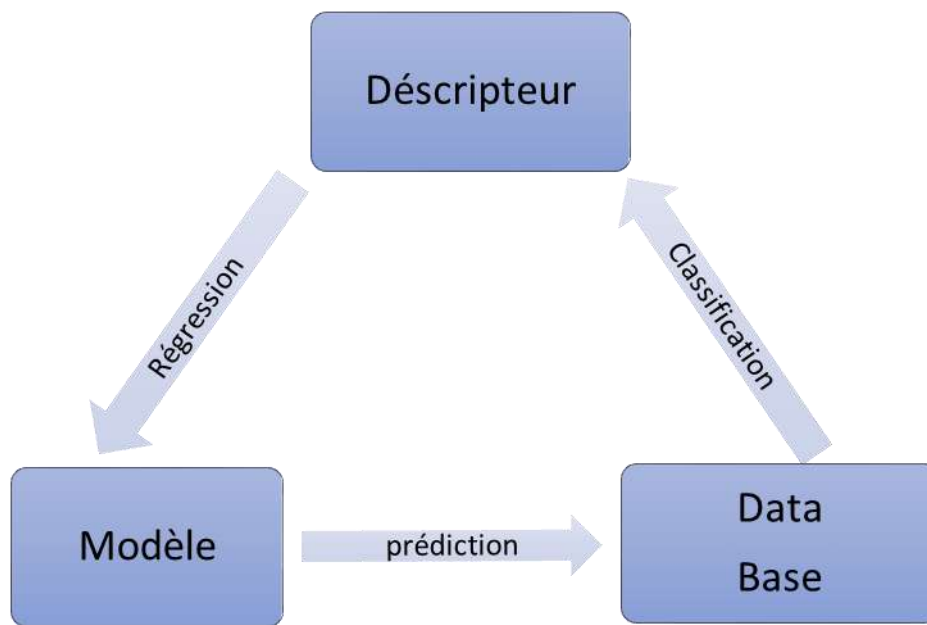 Déscripteur
Régression
Classification
Modèle
prédiction
Data
Base